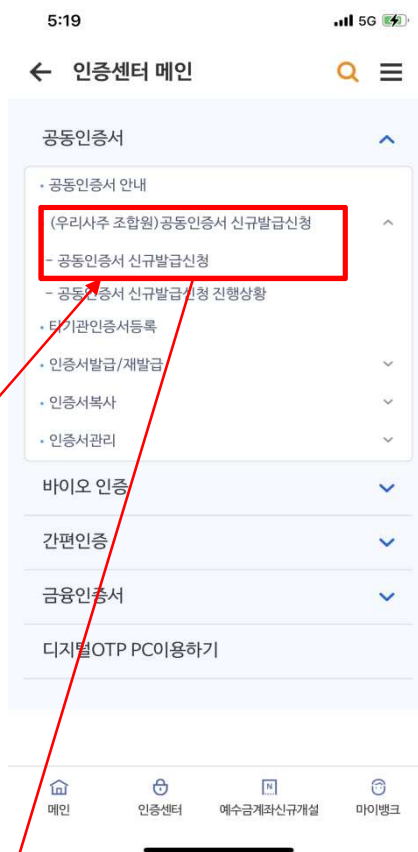 5:19 5G
인증센터 메인
공동인증서
• 공동인증서 안내
(우리사주 조합원)공동인증서 신규발급신청
- 공동인증서 신규발급신청
- 공동인증서 신규발급신청 진행상황
• 타기관인증서등록
• 인증서발급/재발급
• 인증서복사
• 인증서관리
바이오 인증
간편인증
금융인증서
디지털OTP PC이용하기
메인 인증센터 N 예수금계좌신규개설 마이뱅크